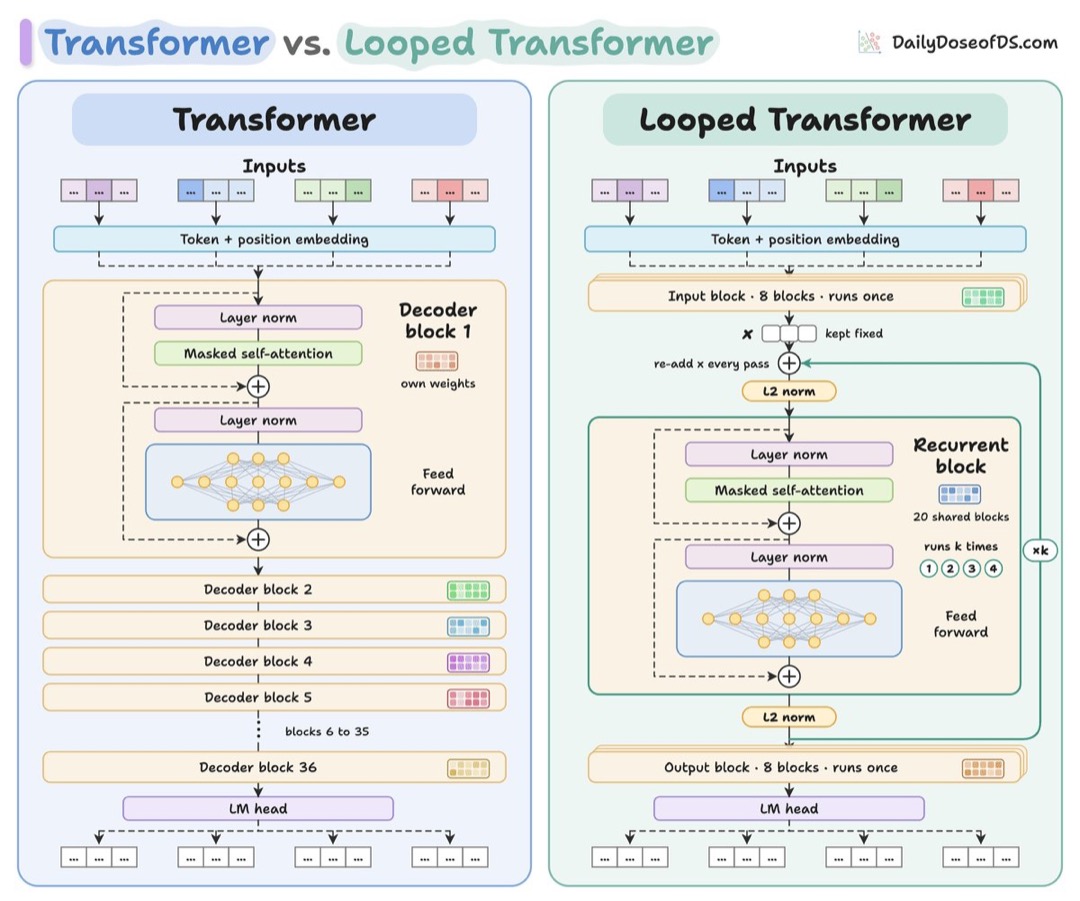 Transformer vs. Looped Transformer
DailyDoseofDS.com
Transformer
Inputs
... ... ... ... ... ... ... ... ... ... ... ...
Token + position embedding
Layer norm
Decoder
block 1
Masked self-attention
own weights
Layer norm
Feed
forward
Decoder block 2
Decoder block 3
Decoder block 4
Decoder block 5
blocks 6 to 35
Decoder block 36
LM head
... ... ... ... ... ... ... ... ... ... ... ...
Looped Transformer
Inputs
... ... ... ... ... ... ... ... ... ... ... ...
Token + position embedding
Input block · 8 blocks · runs once
x kept fixed
re-add x every pass
L2 norm
Layer norm
Recurrent
block
Masked self-attention
20 shared blocks
runs k times
1 2 3 4
Layer norm
×k
Feed
forward
L2 norm
Output block · 8 blocks · runs once
LM head
... ... ... ... ... ... ... ... ... ... ... ...